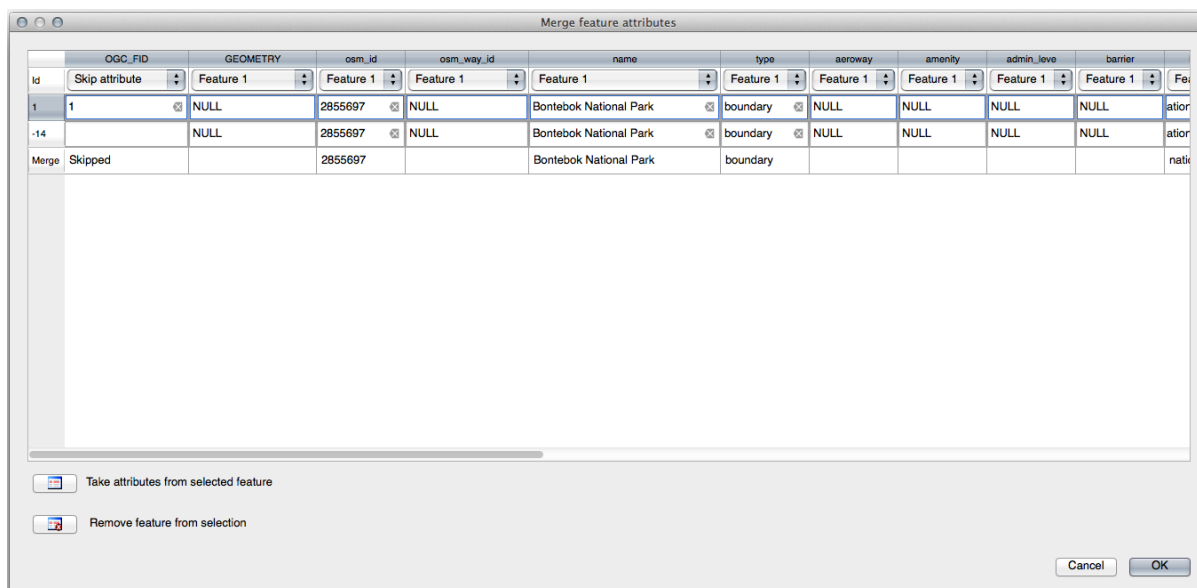 Merge feature attributes
OGC_FID GEOMETRY osm_id osm_way_id name type aeroway amenity admin_leve barrier
Id Skip attribute Feature 1 Feature 1 Feature 1 Feature 1 Feature 1 Feature 1 Feature 1 Feature 1 Feature 1
1 1 NULL 2855697 NULL Bontebok National Park boundary NULL NULL NULL NULL
-14 NULL 2855697 NULL Bontebok National Park boundary NULL NULL NULL NULL
Merge Skipped 2855697 Bontebok National Park boundary
Take attributes from selected feature
Remove feature from selection
Cancel OK